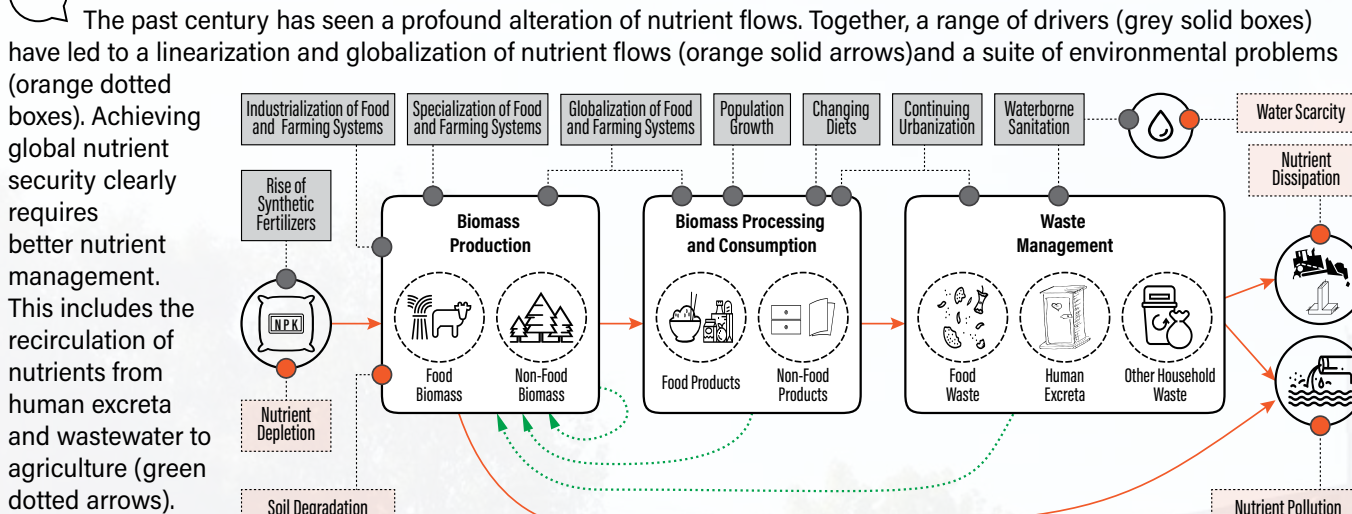 The past century has seen a profound alteration of nutrient flows. Together, a range of drivers (grey solid boxes)
have led to a linearization and globalization of nutrient flows (orange solid arrows)and a suite of environmental problems
(orange dotted
boxes). Achieving
global nutrient
security clearly
requires
better nutrient
management.
This includes the
recirculation of
nutrients from
human excreta
and wastewater to
agriculture (green
dotted arrows).
Industrialization of Food
and Farming Systems
Specialization of Food
and Farming Systems
Globalization of Food
and Farming Systems
Population
Growth
Changing
Diets
Continuing
Urbanization
Waterborne
Sanitation
Water Scarcity
Nutrient
Dissipation
Rise of
Synthetic
Fertilizers
NPK
Nutrient
Depletion
Soil Degradation
Biomass
Production
Food
Biomass
Non-Food
Biomass
Biomass Processing
and Consumption
Food Products
Non-Food
Products
Waste
Management
Food
Waste
Human
Excreta
Other Household
Waste
Nutrient Pollution